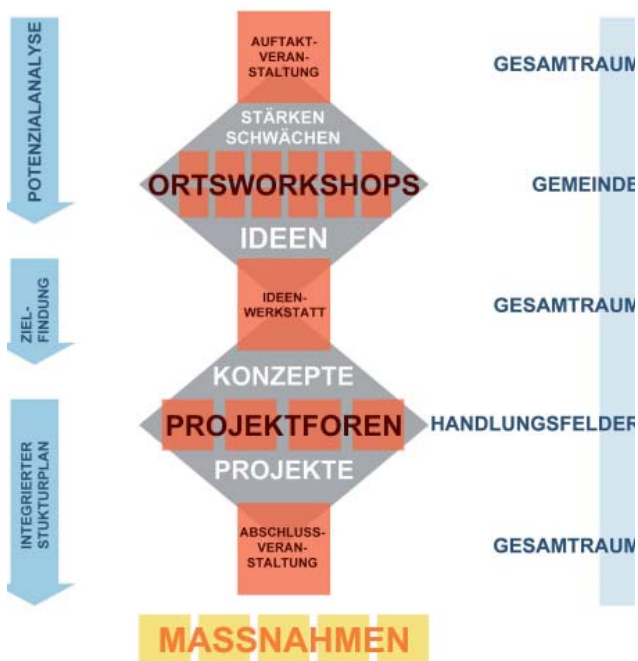 POTENZIALANALYSE
AUFTAKT-
VERAN-
STALTUNG
GESAMTRAUM
STÄRKEN
SCHWÄCHEN
ORTSWORKSHOPS
GEMEINDE
IDEEN
ZIEL-
FINDUNG
IDEEN-
WERKSTATT
GESAMTRAUM
KONZEPTE
INTEGRIERTER
STUKTURPLAN
PROJEKTFOREN
HANDLUNGSFELDER
PROJEKTE
ABSCHLUSS-
VERAN-
STALTUNG
GESAMTRAUM
MASSNAHMEN